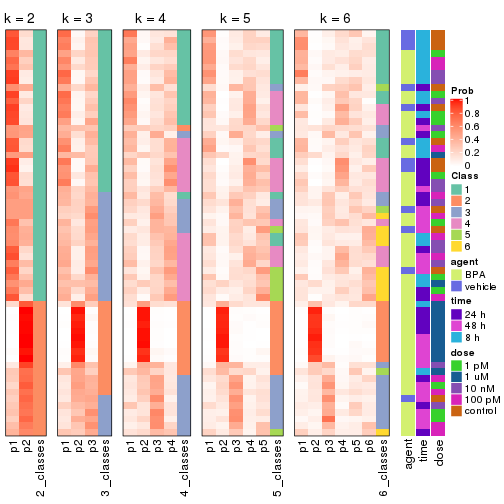 k = 2
k = 3
k = 4
k = 5
k = 6
p1
p2
2_classes
p1
p2
p3
3_classes
p1
p2
p3
p4
4_classes
p1
p2
p3
p4
p5
5_classes
p1
p2
p3
p4
p5
p6
6_classes
agent
time
dose
Prob
1
0.8
0.6
0.4
0.2
0
Class
1
2
3
4
5
6
agent
BPA
vehicle
time
24 h
48 h
8 h
dose
1 pM
1 uM
10 nM
100 pM
control